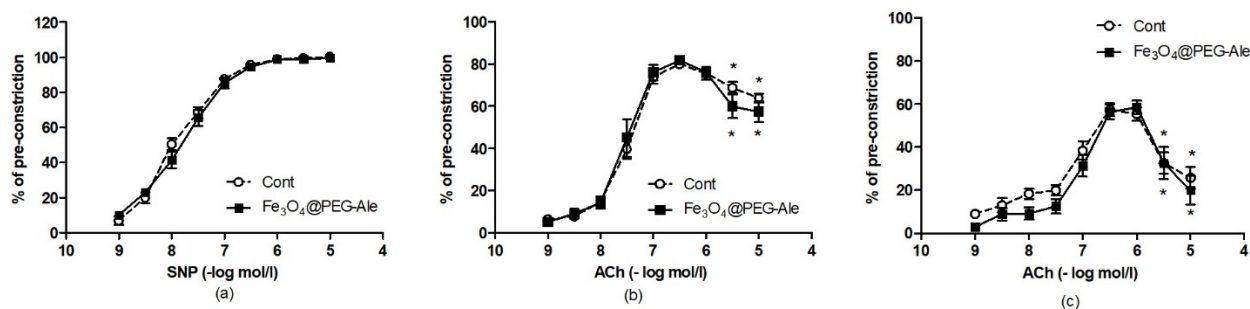 120
100
80
60
40
20
0
% of pre-constriction
Cont
Fe₃O₄@PEG-Ale
10 9 8 7 6 5 4
SNP (-log mol/l)
(a)
100
80
60
40
20
0
% of pre-constriction
* *
* *
Cont
Fe₃O₄@PEG-Ale
10 9 8 7 6 5 4
ACh (- log mol/l)
(b)
100
80
60
40
20
0
% of pre-constriction
Cont
Fe₃O₄@PEG-Ale
* *
* *
10 9 8 7 6 5 4
ACh (- log mol/l)
(c)